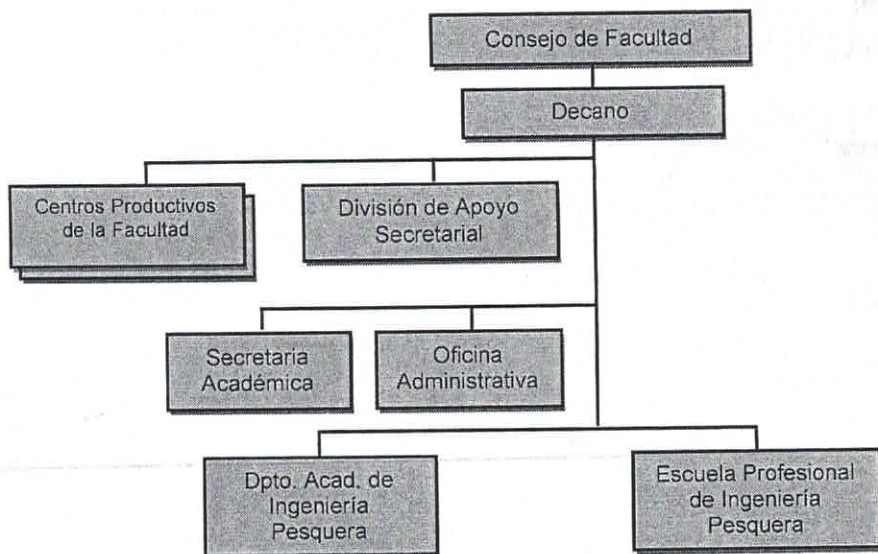 Consejo de Facultad
Decano
Centros Productivos
de la Facultad
División de Apoyo
Secretarial
Secretaria
Académica
Oficina
Administrativa
Dpto. Acad. de
Ingeniería
Pesquera
Escuela Profesional
de Ingeniería
Pesquera